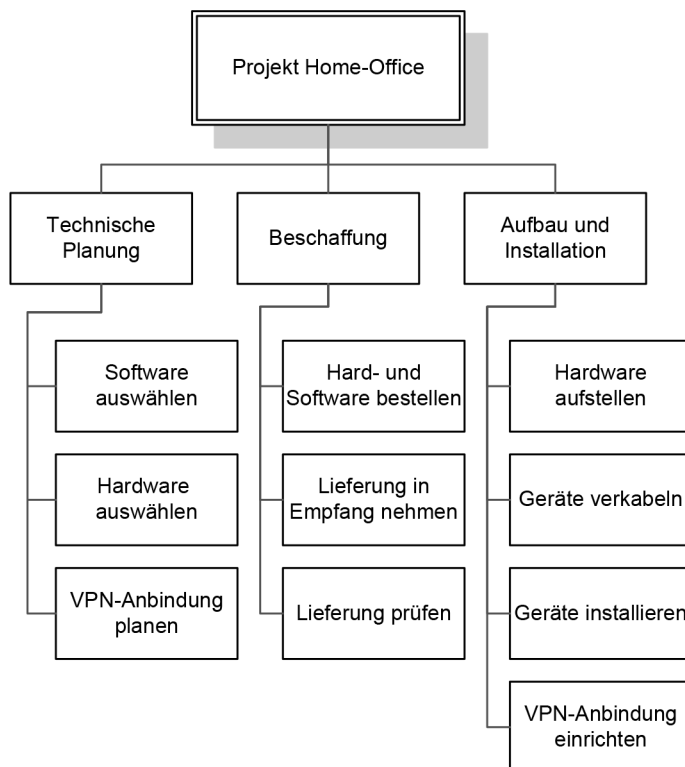 Projekt Home-Office
Technische
Planung
Beschaffung
Aufbau und
Installation
Software
auswählen
Hardware
auswählen
VPN-Anbindung
planen
Hard- und
Software bestellen
Lieferung in
Empfang nehmen
Lieferung prüfen
Hardware
aufstellen
Geräte verkabeln
Geräte installieren
VPN-Anbindung
einrichten